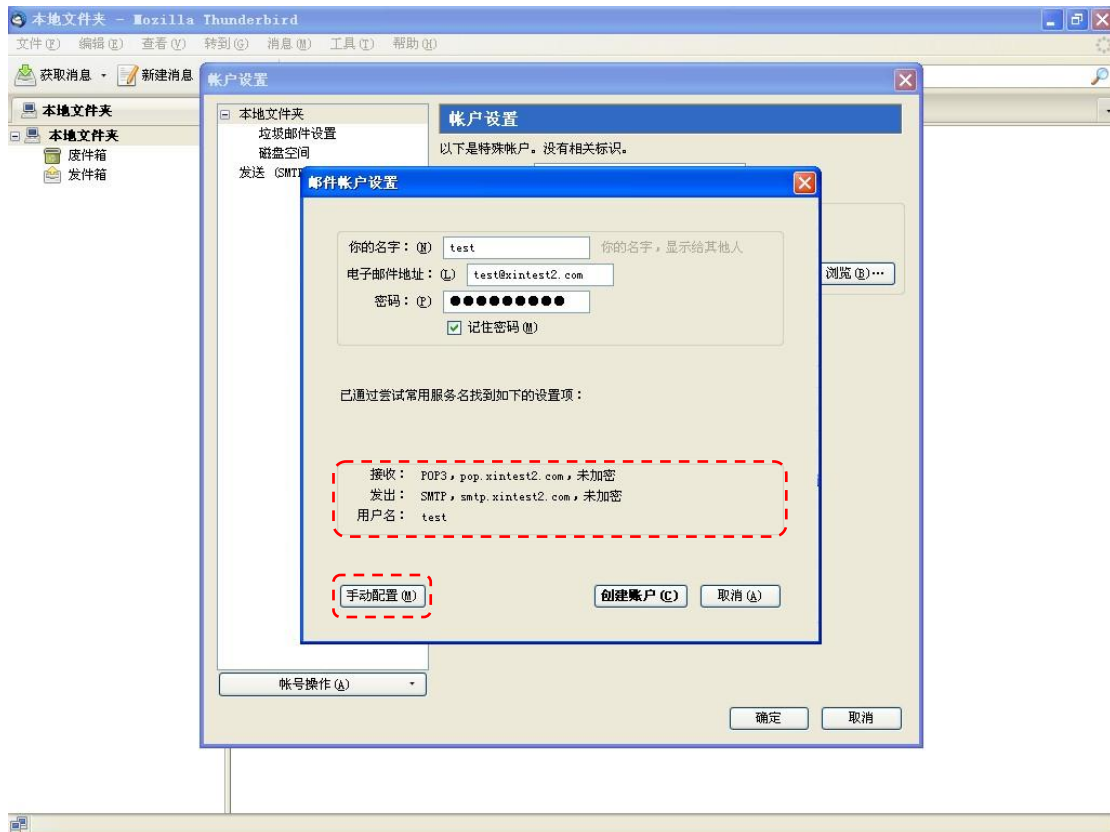 本地文件夹 - Mozilla Thunderbird
文件(F) 编辑(E) 查看(V) 转到(G) 消息(M) 工具(T) 帮助(H)
获取消息 新建消息
帐户设置
本地文件夹
本地文件夹
废件箱
发件箱
本地文件夹
垃圾邮件设置
磁盘空间
发送 (SMTP
帐户设置
以下是特殊帐户。没有相关标识。
浏览(B)…
邮件帐户设置
你的名字：(N) test 你的名字，显示给其他人
电子邮件地址：(L) test@xintest2.com
密码：(P) ●●●●●●●●●
记住密码(M)
已通过尝试常用服务名找到如下的设置项：
接收： POP3，pop.xintest2.com，未加密
发出： SMTP，smtp.xintest2.com，未加密
用户名： test
手动配置(M) 创建账户(C) 取消(A)
帐号操作(A)
确定 取消